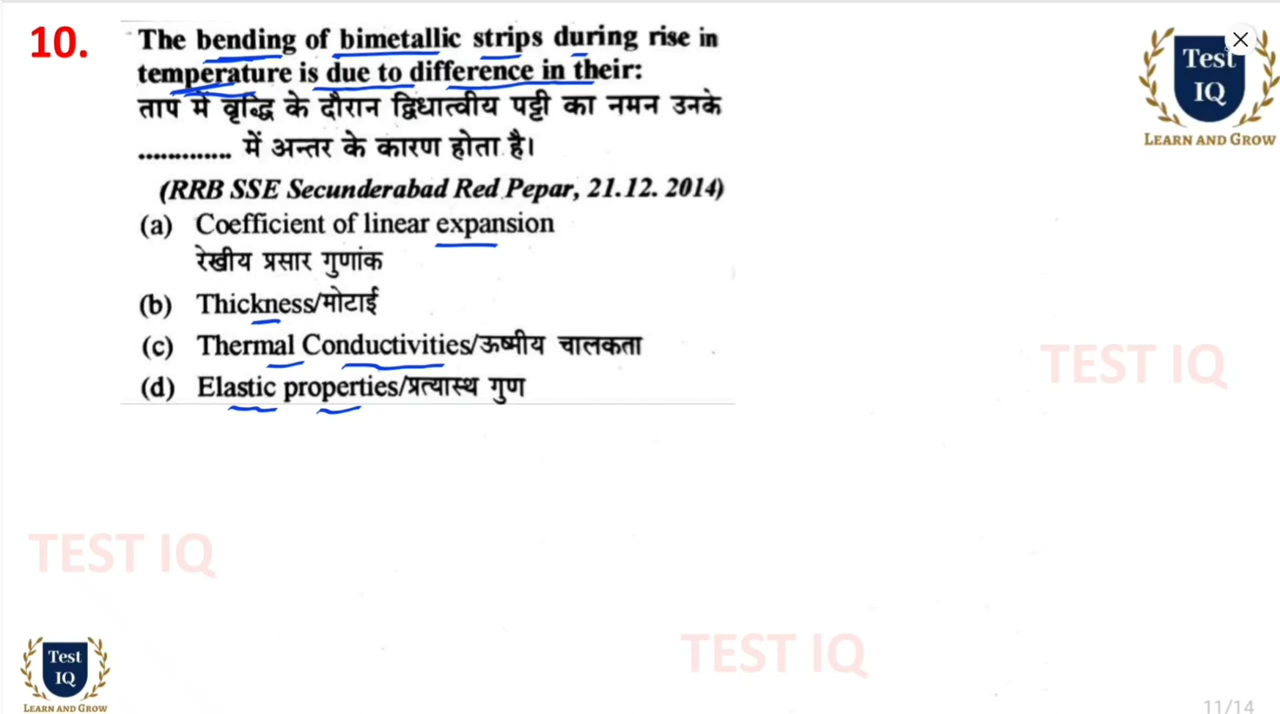 10.
The bending of bimetallic strips during rise in
temperature is due to difference in their:
ताप में वृद्धि के दौरान द्विधात्वीय पट्टी का नमन उनके
............. में अन्तर के कारण होता है।
(RRB SSE Secunderabad Red Pepar, 21.12. 2014)
(a) Coefficient of linear expansion
रेखीय प्रसार गुणांक
(b) Thickness/मोटाई
(c) Thermal Conductivities/ऊष्मीय चालकता
(d) Elastic properties/प्रत्यास्थ गुण
Test
IQ
LEARN AND GROW
TEST IQ
TEST IQ
TEST IQ
Test
IQ
LEARN AND GROW
11/14